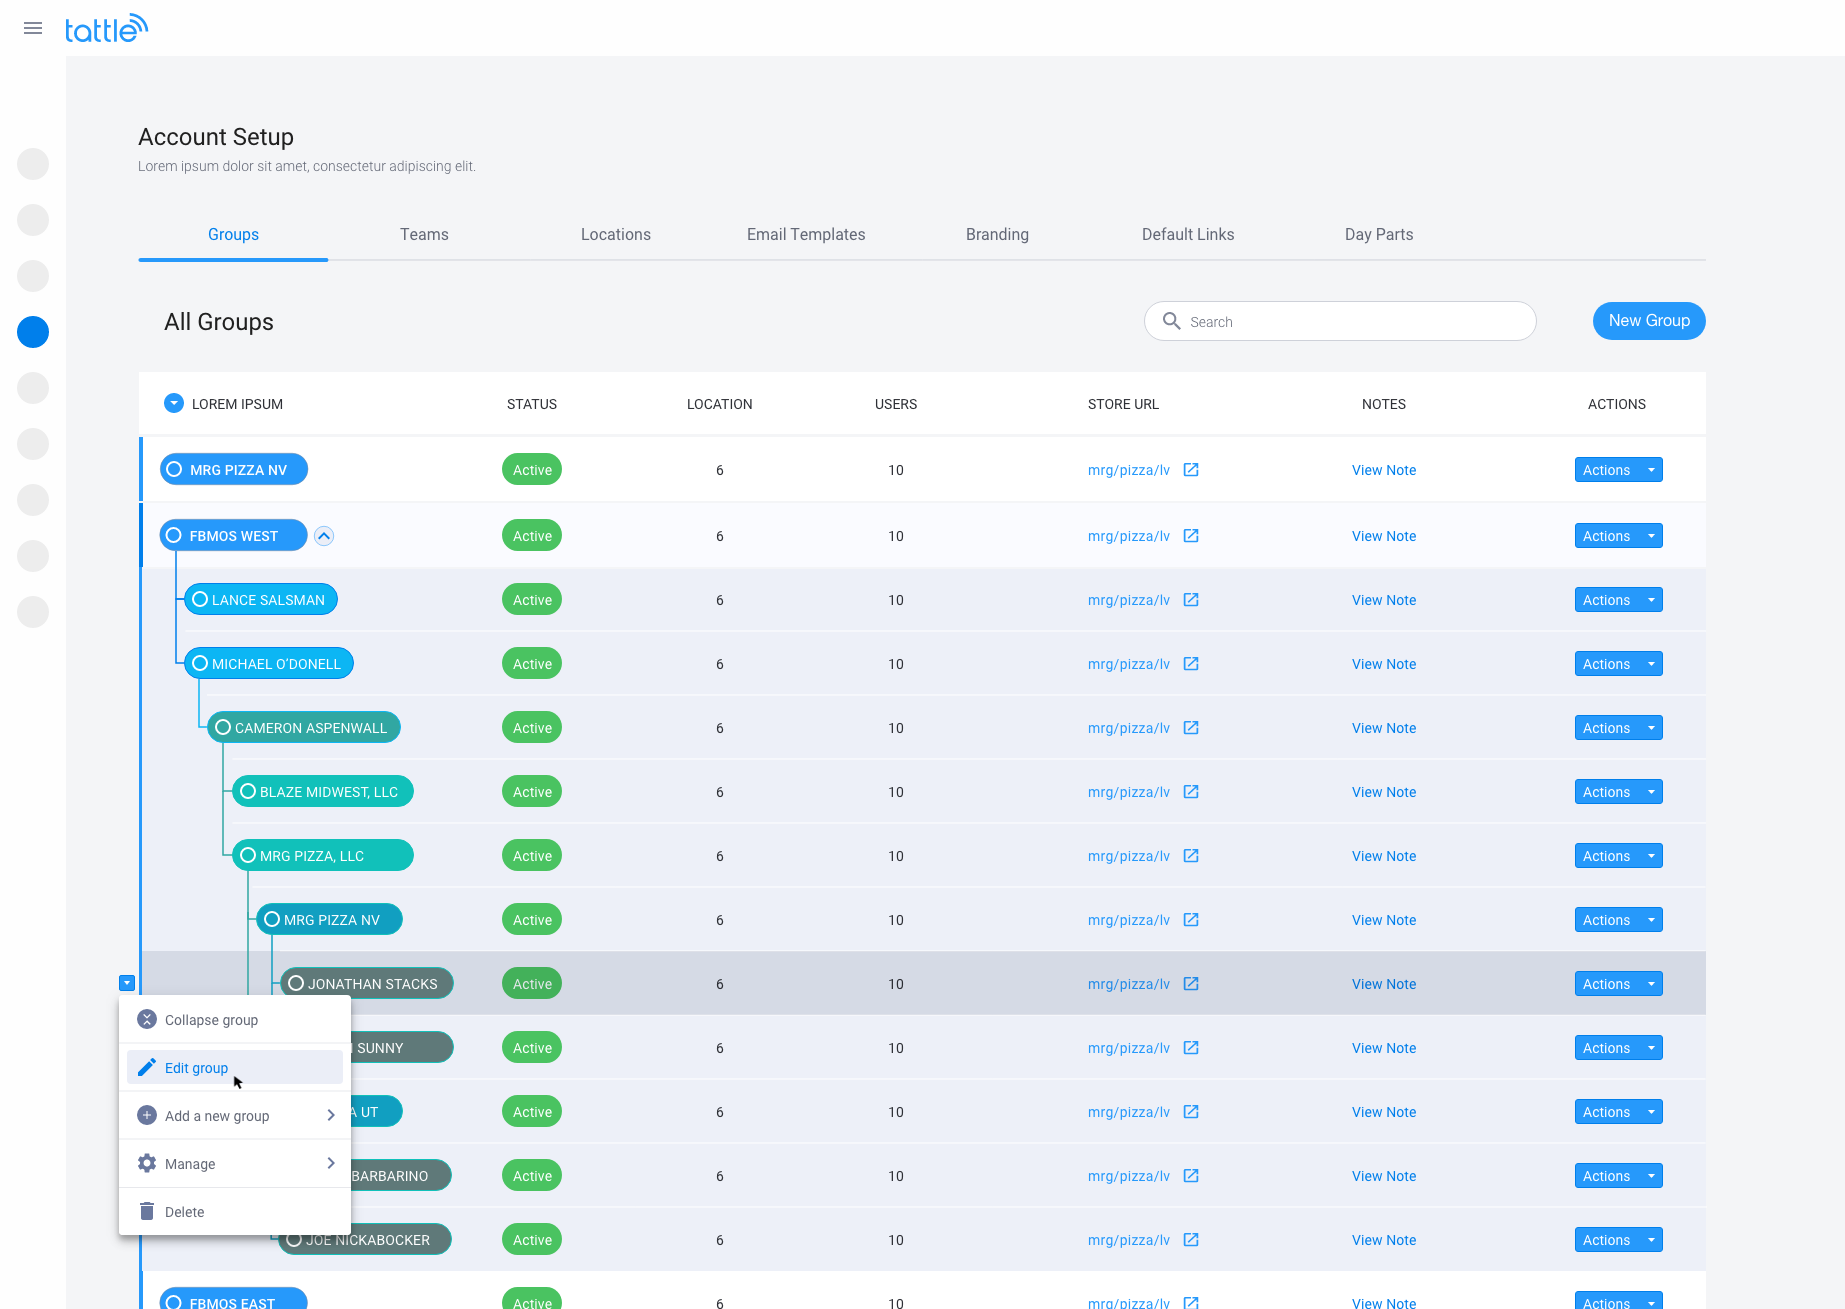 tattle
Account Setup
Lorem ipsum dolor sit amet, consectetur adipiscing elit.
Groups Teams Locations Email Templates Branding Default Links Day Parts
All Groups Search New Group
LOREM IPSUM STATUS LOCATION USERS STORE URL NOTES ACTIONS
MRG PIZZA NV Active 6 10 mrg/pizza/lv View Note Actions
FBMOS WEST Active 6 10 mrg/pizza/lv View Note Actions
LANCE SALSMAN Active 6 10 mrg/pizza/lv View Note Actions
MICHAEL O'DONELL Active 6 10 mrg/pizza/lv View Note Actions
CAMERON ASPENWALL Active 6 10 mrg/pizza/lv View Note Actions
BLAZE MIDWEST, LLC Active 6 10 mrg/pizza/lv View Note Actions
MRG PIZZA, LLC Active 6 10 mrg/pizza/lv View Note Actions
MRG PIZZA NV Active 6 10 mrg/pizza/lv View Note Actions
JONATHAN STACKS Active 6 10 mrg/pizza/lv View Note Actions
Collapse group
SUNNY Active 6 10 mrg/pizza/lv View Note Actions
Edit group
A UT Active 6 10 mrg/pizza/lv View Note Actions
Add a new group
BARBARINO Active 6 10 mrg/pizza/lv View Note Actions
Manage
Delete
JOE NICKABOCKER Active 6 10 mrg/pizza/lv View Note Actions
FBMOS EAST Active 6 10 mrg/pizza/lv View Note Actions